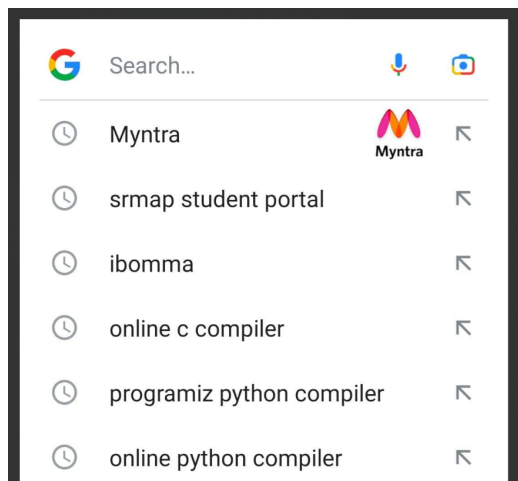 Search...
Myntra
Myntra
srmap student portal
ibomma
online c compiler
programiz python compiler
online python compiler